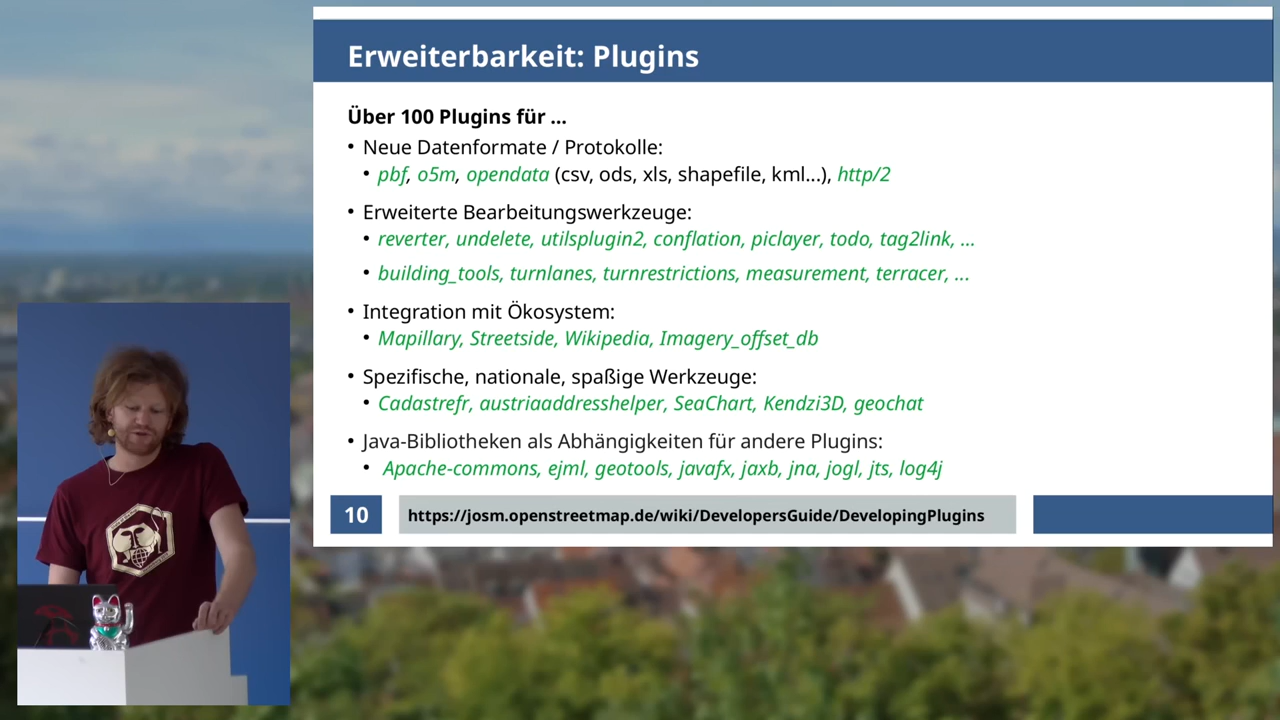 Erweiterbarkeit: Plugins
Über 100 Plugins für ...
• Neue Datenformate / Protokolle:
• pbf, o5m, opendata (csv, ods, xls, shapefile, kml...), http/2
• Erweiterte Bearbeitungswerkzeuge:
• reverter, undelete, utilsplugin2, conflation, piclayer, todo, tag2link, ...
• building_tools, turnlanes, turnrestrictions, measurement, terracer, ...
• Integration mit Ökosystem:
• Mapillary, Streetside, Wikipedia, Imagery_offset_db
• Spezifische, nationale, spaßige Werkzeuge:
• Cadastrefr, austriaaddresshelper, SeaChart, Kendzi3D, geochat
• Java-Bibliotheken als Abhängigkeiten für andere Plugins:
• Apache-commons, ejml, geotools, javafx, jaxb, jna, jogl, jts, log4j
10
https://josm.openstreetmap.de/wiki/DevelopersGuide/DevelopingPlugins